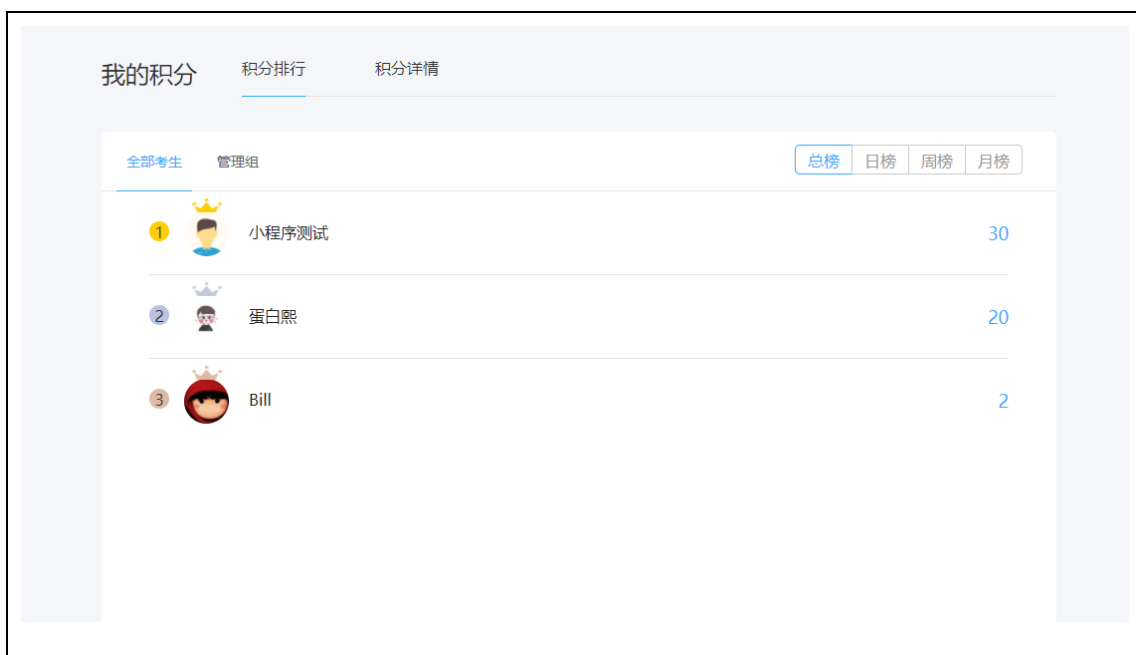 我的积分 积分排行 积分详情
全部考生 管理组 总榜 日榜 周榜 月榜
1 小程序测试 30
2 蛋白熙 20
3 Bill 2